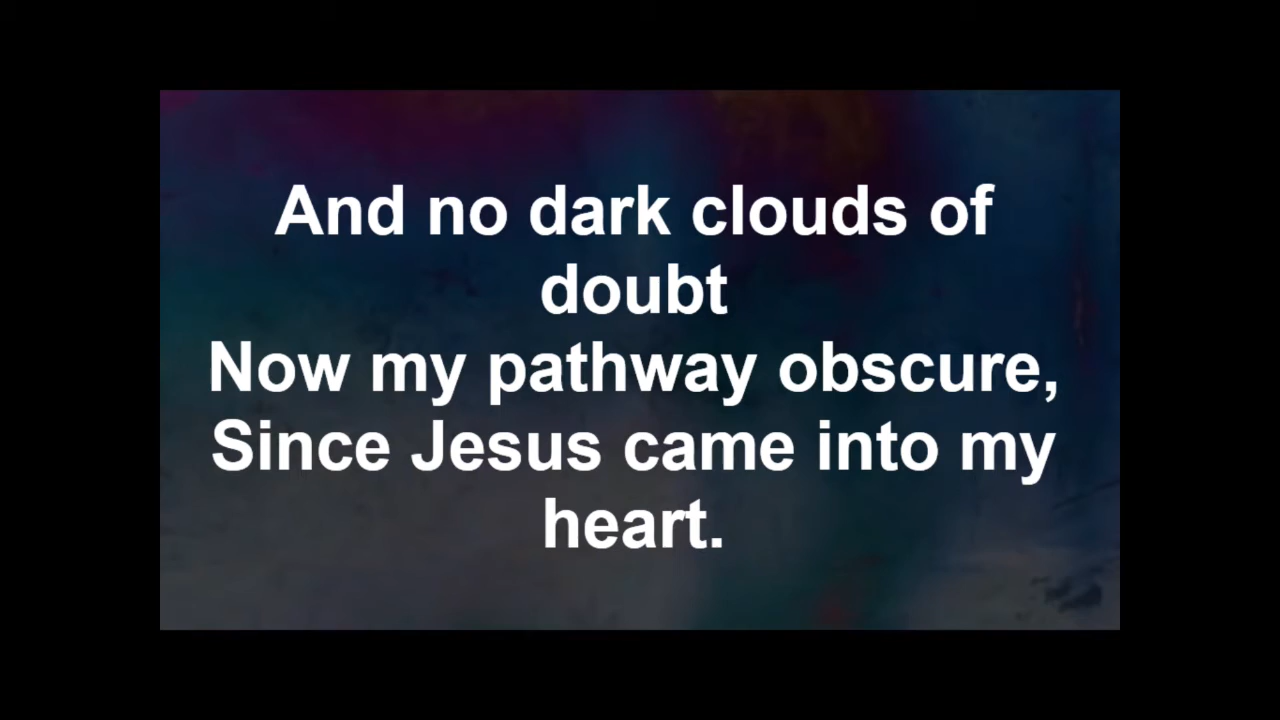 And no dark clouds of
doubt
Now my pathway obscure,
Since Jesus came into my
heart.